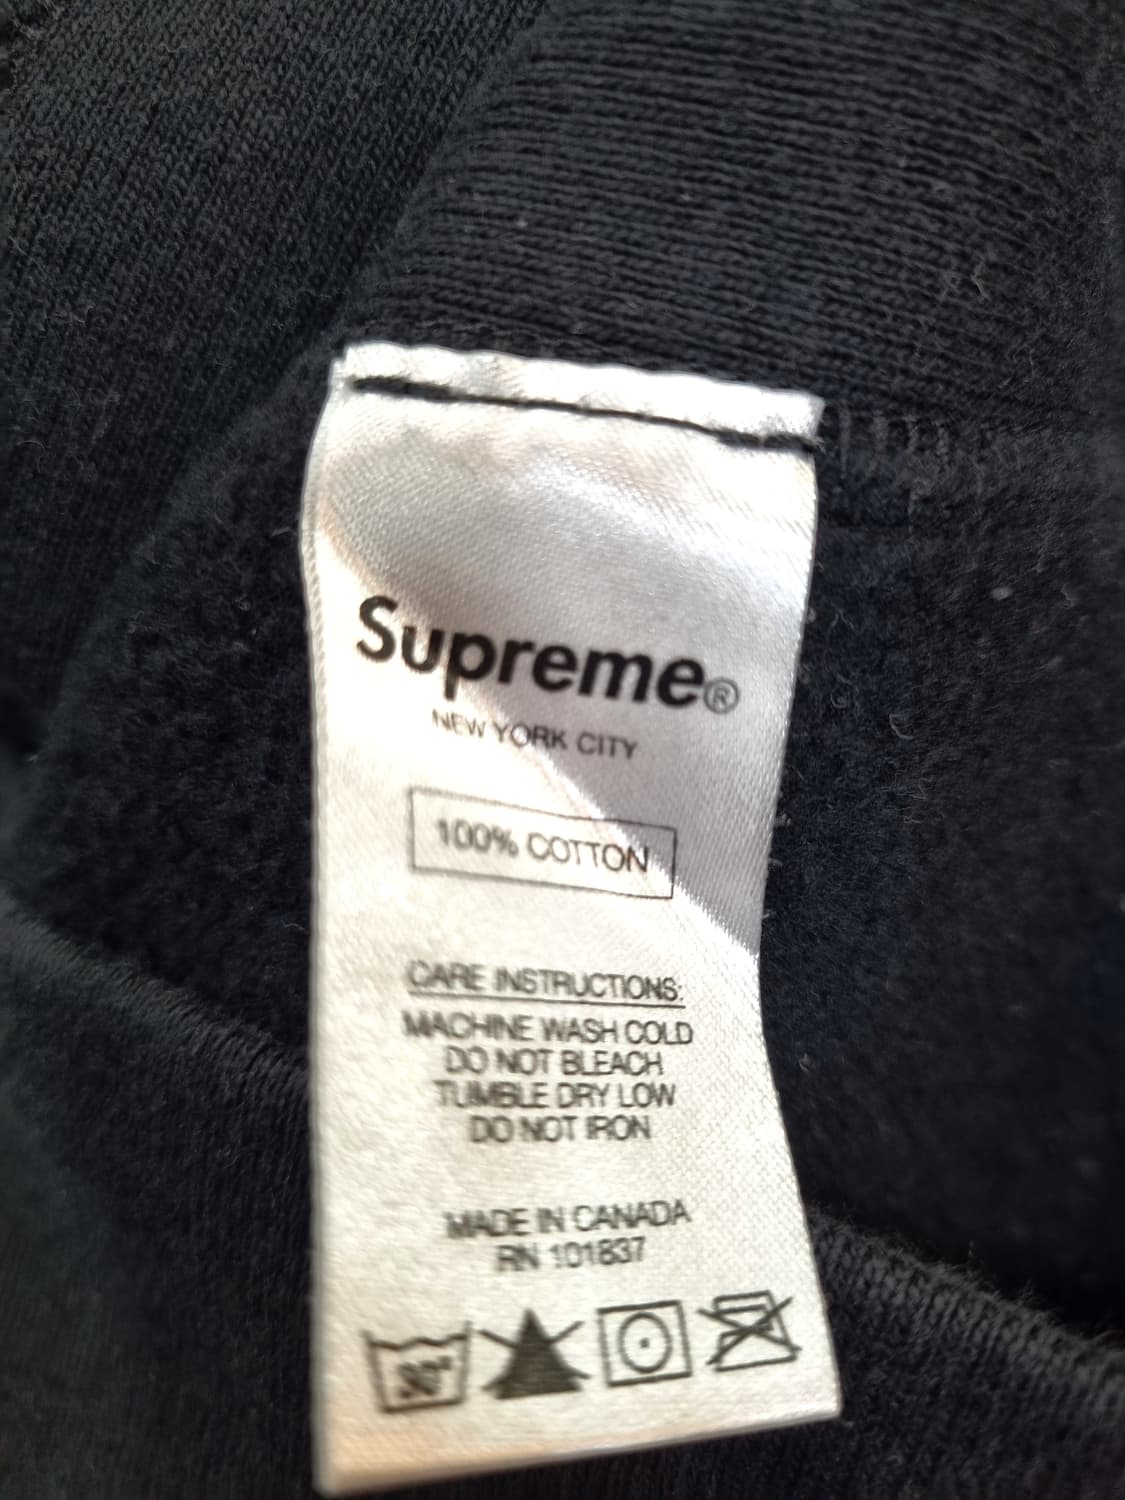 Supreme®
NEW YORK CITY
100% COTTON
CARE INSTRUCTIONS:
MACHINE WASH COLD
DO NOT BLEACH
TUMBLE DRY LOW
DO NOT IRON
MADE IN CANADA
RN 101837
30°